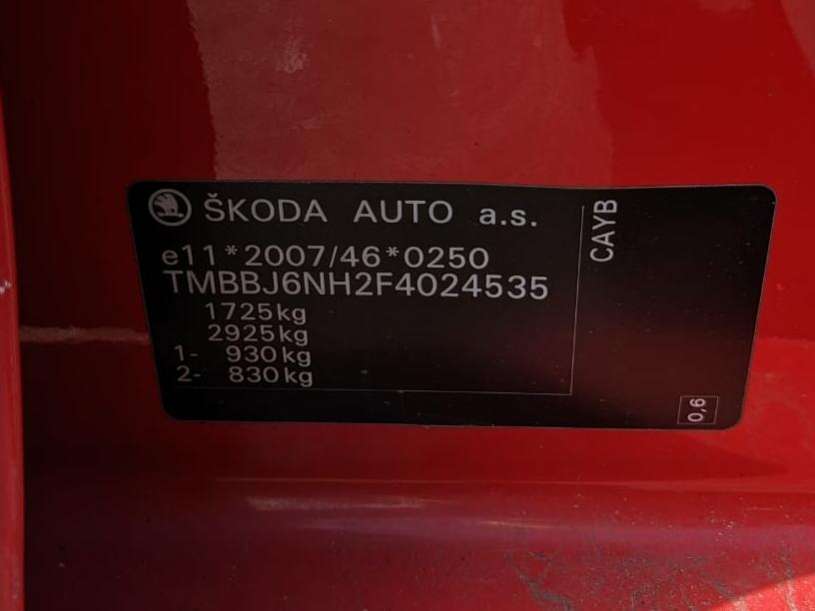 ŠKODA AUTO a.s.
e11*2007/46*0250
TMBBJ6NH2F4024535
1725kg
2925kg
1- 930kg
2- 830kg
CAYB
0,6